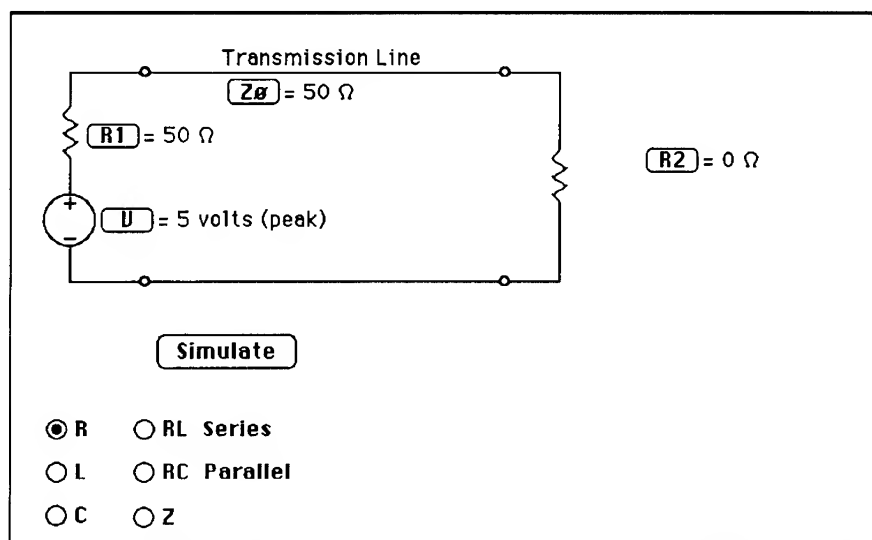 Transmission Line
Zø = 50 Ω
R1 = 50 Ω
R2 = 0 Ω
+
V = 5 volts (peak)
−
Simulate
R RL Series
L RC Parallel
C Z